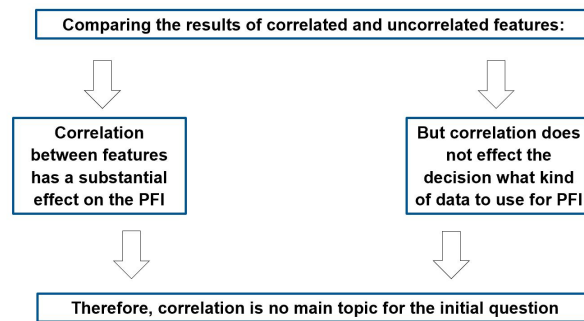 Comparing the results of correlated and uncorrelated features:
Correlation
between features
has a substantial
effect on the PFI
But correlation does
not effect the
decision what kind
of data to use for PFI
Therefore, correlation is no main topic for the initial question